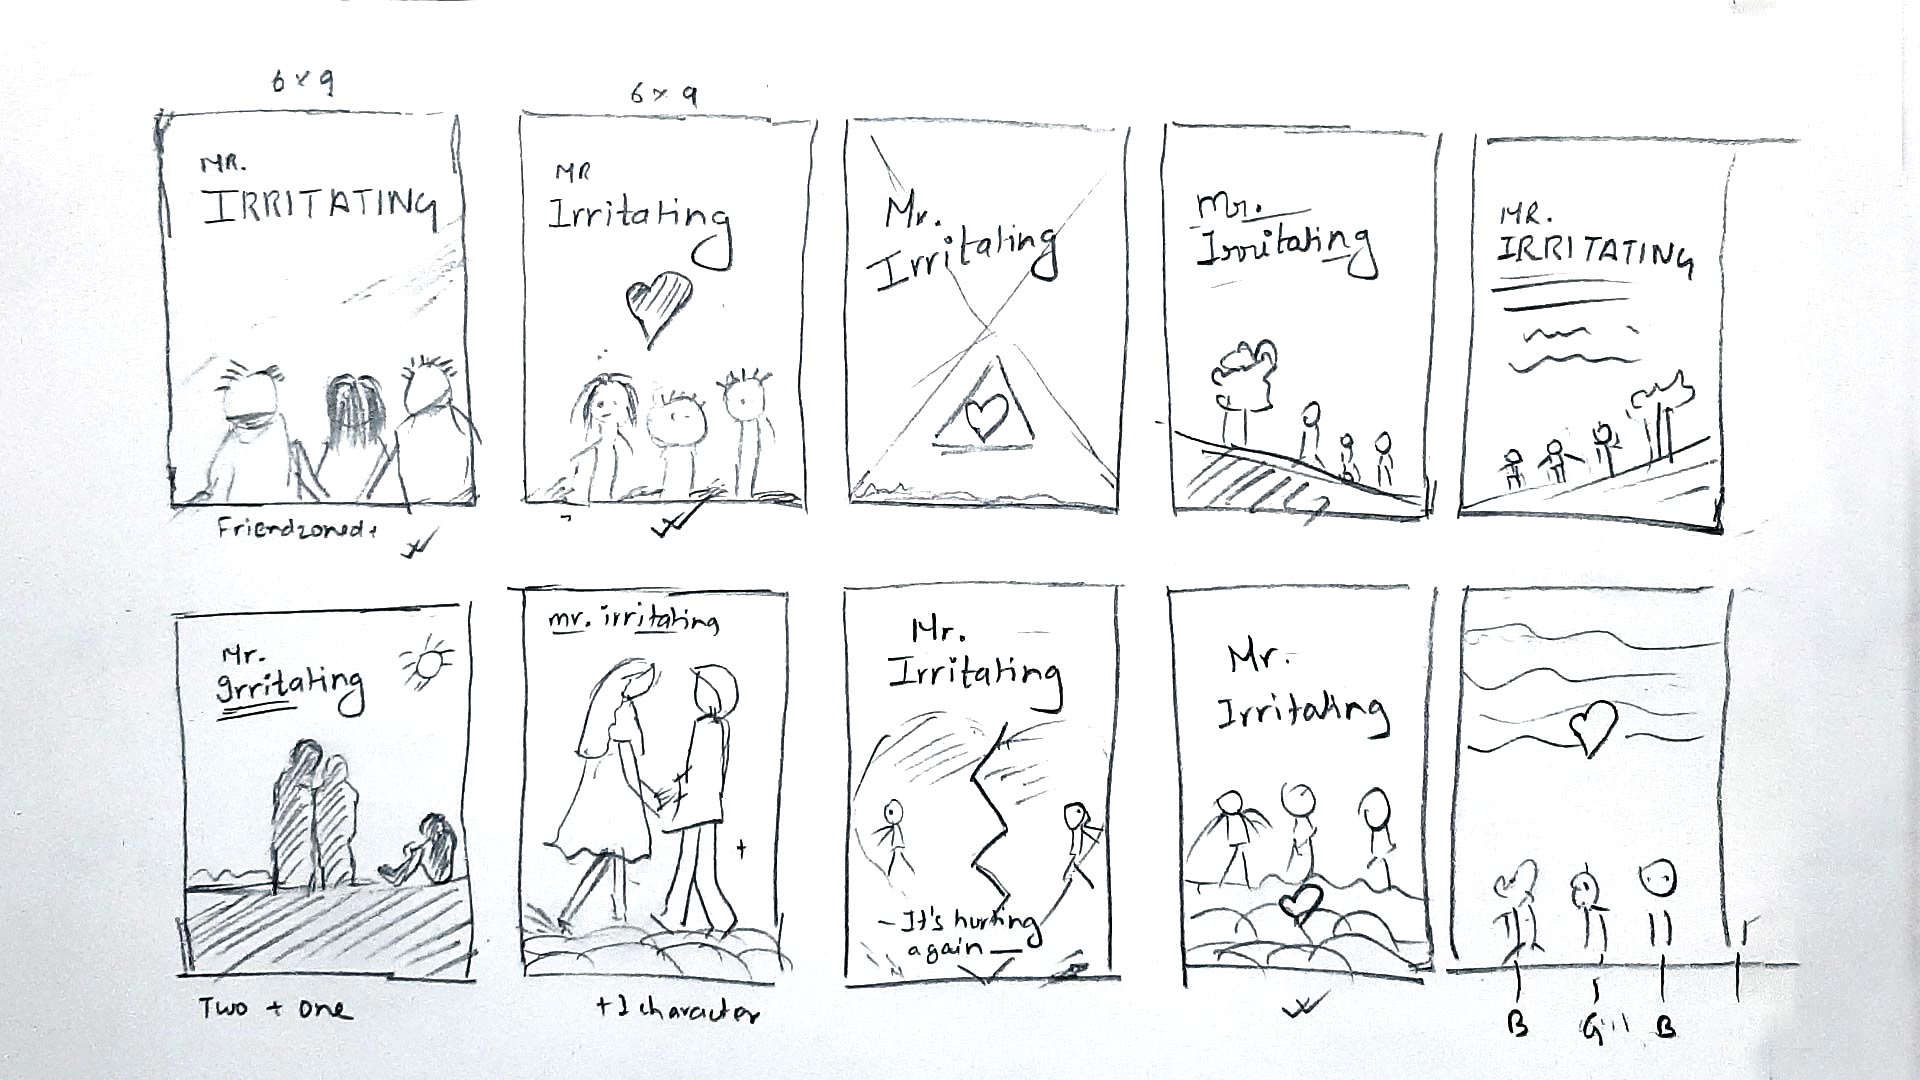 6 x 9
6 x 9
MR.
IRRITATING
MR
Irritating
Mr.
Irritating
Mr.
Irritating
MR.
IRRITATING
Friendzoned+
Mr.
Irritating
mr. irritating
Mr.
Irritating
- It's hurting
again —
Mr.
Irritating
Two + one
+1 character
B
B